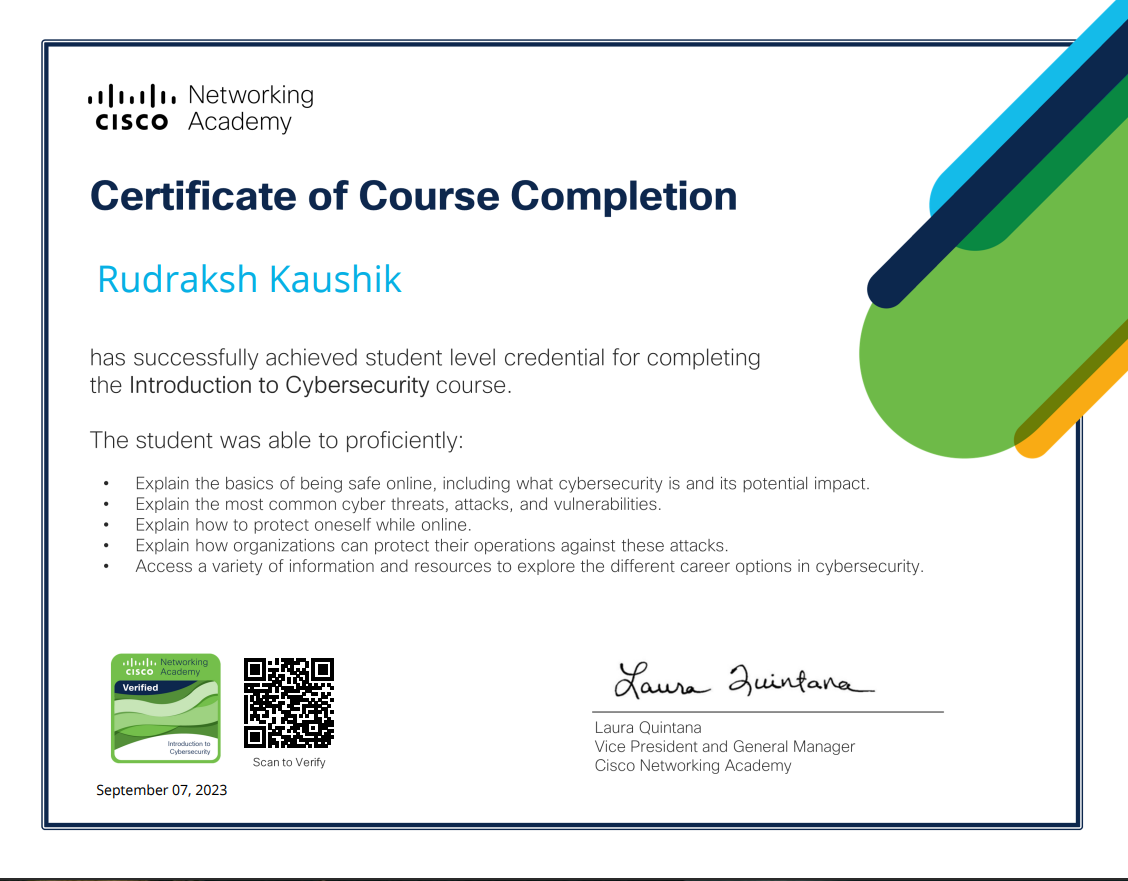 Networking
CISCO Academy
Certificate of Course Completion
Rudraksh Kaushik
has successfully achieved student level credential for completing
the Introduction to Cybersecurity course.
The student was able to proficiently:
• Explain the basics of being safe online, including what cybersecurity is and its potential impact.
• Explain the most common cyber threats, attacks, and vulnerabilities.
• Explain how to protect oneself while online.
• Explain how organizations can protect their operations against these attacks.
• Access a variety of information and resources to explore the different career options in cybersecurity.
Networking
CISCO Academy
Verified
Introduction to
Cybersecurity
Scan to Verify
September 07, 2023
Laura Quintana
Laura Quintana
Vice President and General Manager
Cisco Networking Academy